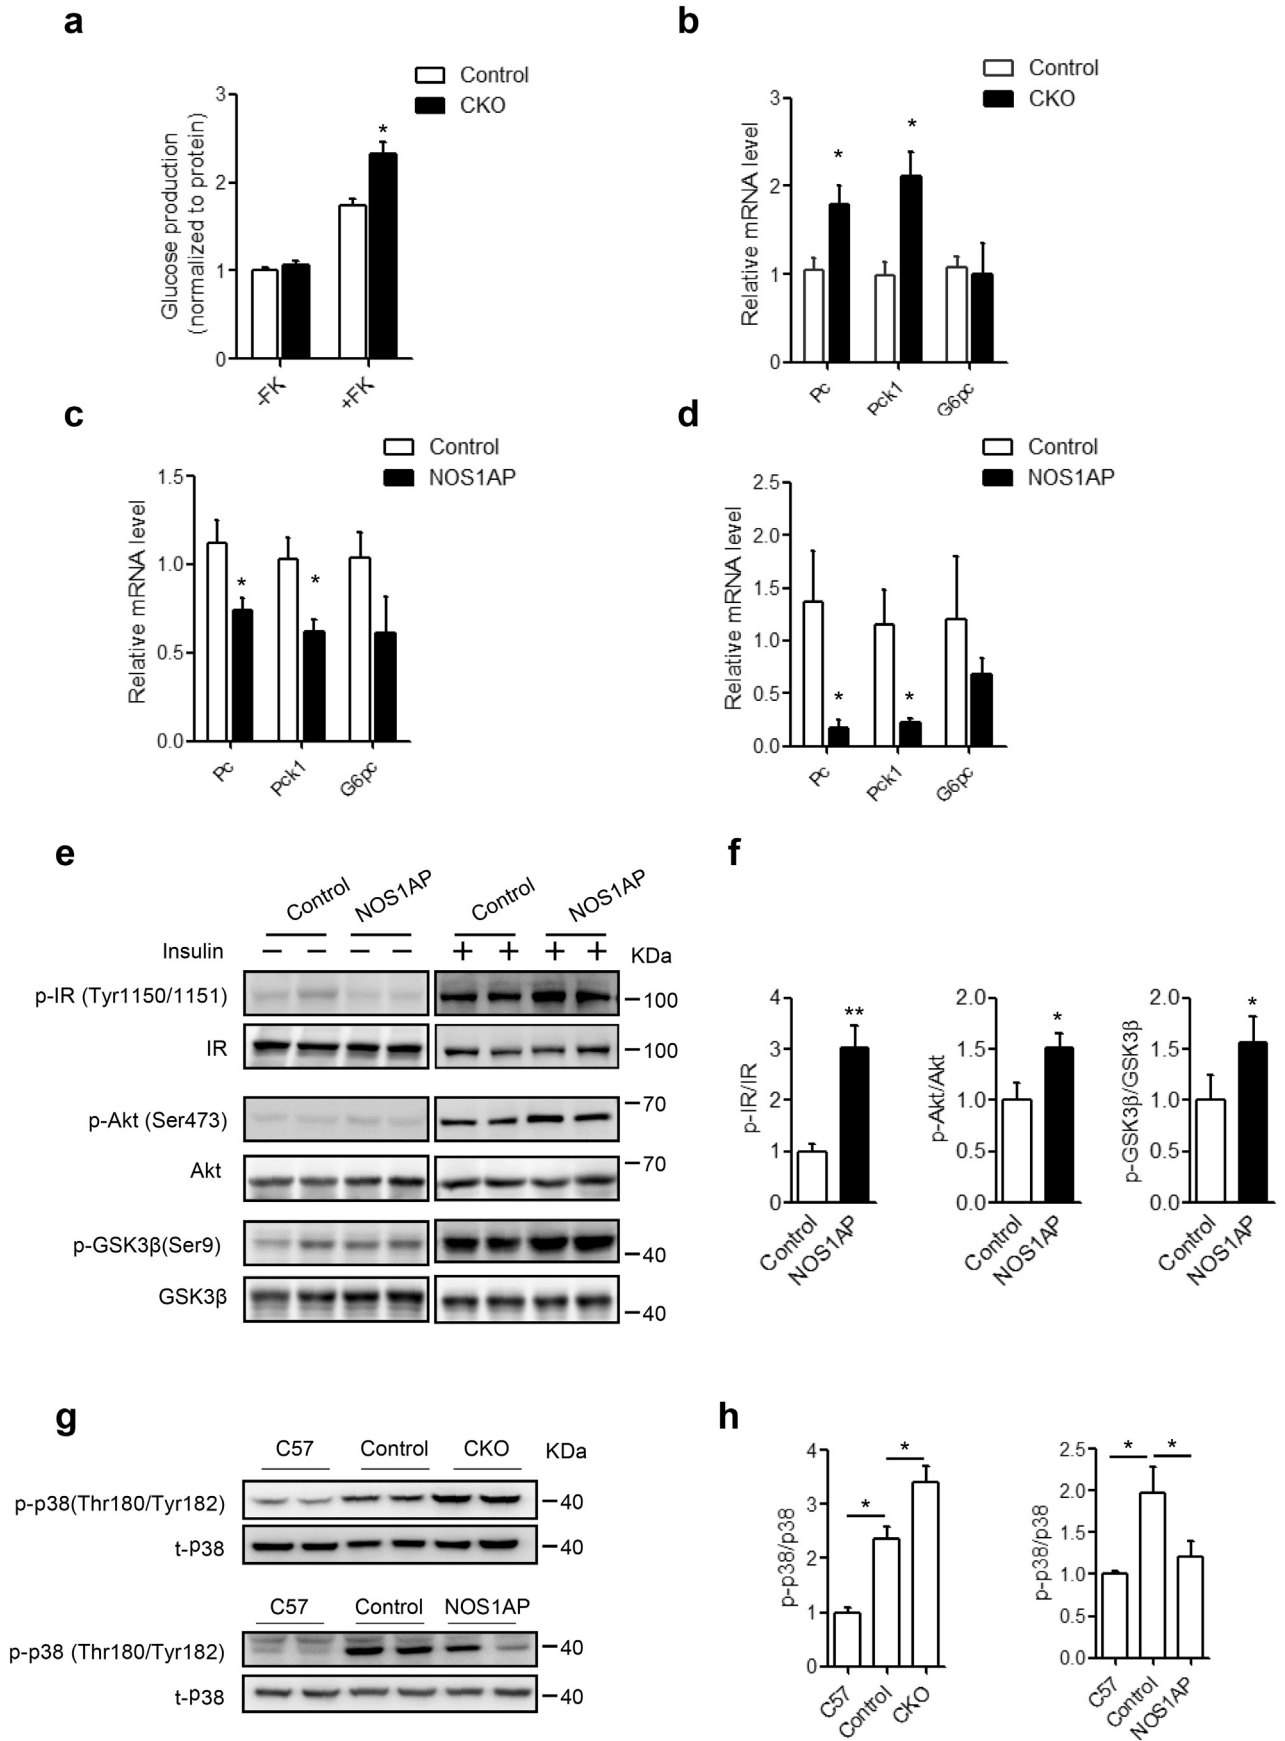 a
Control
CKO
Glucose production
(normalized to protein)
3
2
1
0
*
-FK
+FK
b
Control
CKO
Relative mRNA level
3
2
1
0
*
*
Pc
Pck1
G6pc
c
Control
NOS1AP
Relative mRNA level
1.5
1.0
0.5
0.0
*
*
Pc
Pck1
G6pc
d
Control
NOS1AP
Relative mRNA level
2.5
2.0
1.5
1.0
0.5
0.0
*
*
Pc
Pck1
G6pc
e
Control NOS1AP Control NOS1AP
Insulin − − − − + + + + KDa
p-IR (Tyr1150/1151) −100
IR −100
p-Akt (Ser473) −70
Akt −70
p-GSK3β(Ser9) −40
GSK3β −40
f
p-IR/IR
4
3
2
1
0
**
Control
NOS1AP
p-Akt/Akt
2.0
1.5
1.0
0.5
0.0
*
Control
NOS1AP
p-GSK3β/GSK3β
2.0
1.5
1.0
0.5
0.0
*
Control
NOS1AP
g
C57 Control CKO KDa
p-p38(Thr180/Tyr182) −40
t-P38 −40
C57 Control NOS1AP
p-p38 (Thr180/Tyr182) −40
t-P38 −40
h
p-p38/p38
4
3
2
1
0
*
*
C57
Control
CKO
p-p38/p38
2.5
2.0
1.5
1.0
0.5
0.0
* *
C57
Control
NOS1AP